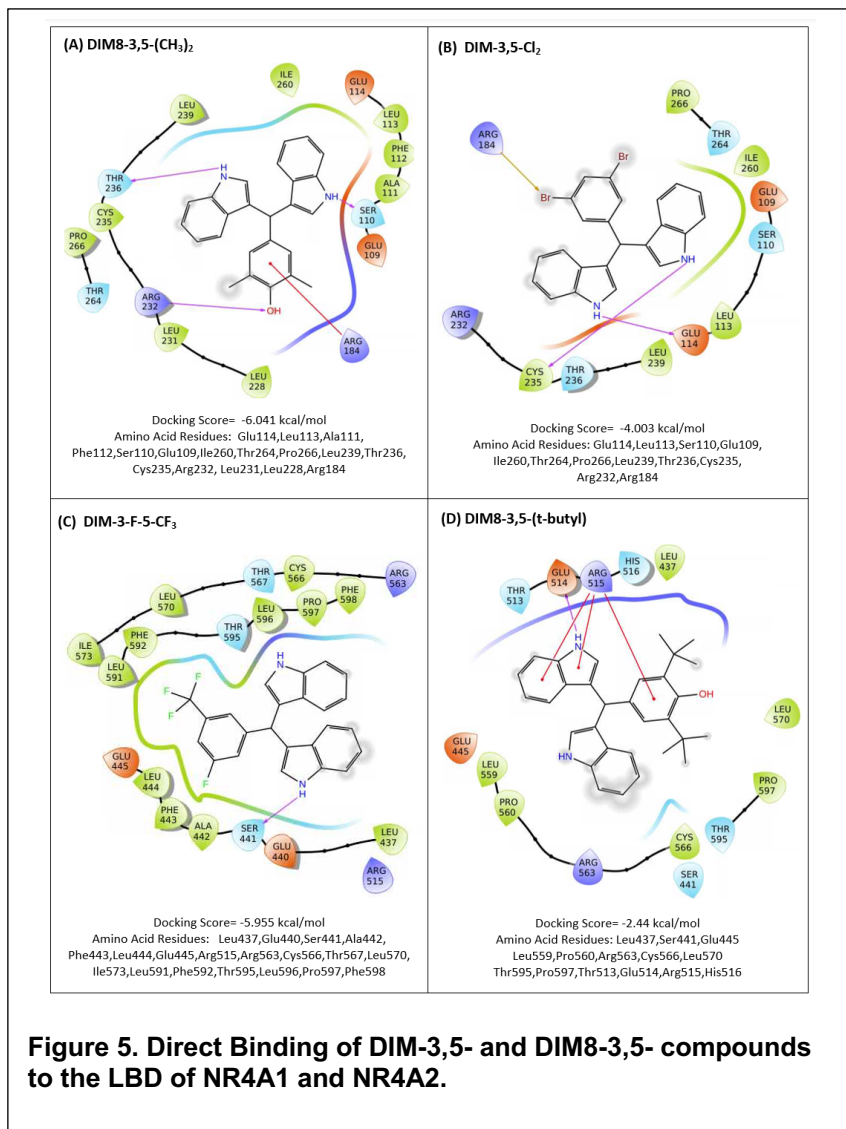 (A) DIM8-3,5-(CH₃)₂
ILE
260
GLU
114
LEU
239
LEU
113
PHE
112
THR
236
H
N
NH
ALA
111
CYS
235
SER
110
PRO
266
GLU
109
THR
264
ARG
232
OH
LEU
231
ARG
184
LEU
228
Docking Score= -6.041 kcal/mol
Amino Acid Residues: Glu114,Leu113,Ala111,
Phe112,Ser110,Glu109,Ile260,Thr264,Pro266,Leu239,Thr236,
Cys235,Arg232, Leu231,Leu228,Arg184
(B) DIM-3,5-Cl₂
PRO
266
ARG
184
THR
264
Br
ILE
260
Br
GLU
109
SER
110
NH
N
H
ARG
232
LEU
113
GLU
114
LEU
239
CYS
235
THR
236
Docking Score= -4.003 kcal/mol
Amino Acid Residues: Glu114,Leu113,Ser110,Glu109,
Ile260,Thr264,Pro266,Leu239,Thr236,Cys235,
Arg232,Arg184
(C) DIM-3-F-5-CF₃
THR
567
CYS
566
ARG
563
LEU
570
PHE
598
LEU
596
PRO
597
PHE
592
THR
595
ILE
573
LEU
591
H
N
F
F
F
F
N
H
GLU
445
LEU
444
PHE
443
ALA
442
SER
441
GLU
440
LEU
437
ARG
515
Docking Score= -5.955 kcal/mol
Amino Acid Residues: Leu437,Glu440,Ser441,Ala442,
Phe443,Leu444,Glu445,Arg515,Arg563,Cys566,Thr567,Leu570,
Ile573,Leu591,Phe592,Thr595,Leu596,Pro597,Phe598
(D) DIM8-3,5-(t-butyl)
GLU
514
ARG
515
HIS
516
LEU
437
THR
513
H
N
OH
LEU
570
GLU
445
HN
LEU
559
PRO
560
PRO
597
THR
595
CYS
566
ARG
563
SER
441
Docking Score= -2.44 kcal/mol
Amino Acid Residues: Leu437,Ser441,Glu445
Leu559,Pro560,Arg563,Cys566,Leu570
Thr595,Pro597,Thr513,Glu514,Arg515,His516
Figure 5. Direct Binding of DIM-3,5- and DIM8-3,5- compounds
to the LBD of NR4A1 and NR4A2.